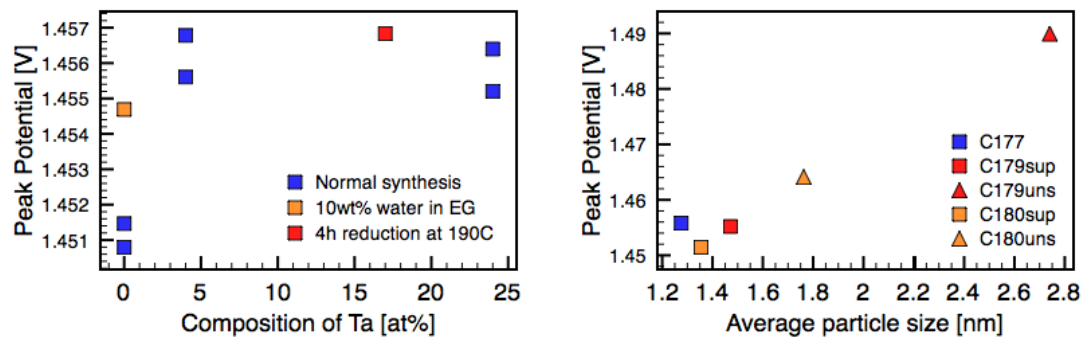 Peak Potential [V]
1.457
1.456
1.455
1.454
1.453
1.452
1.451
0 5 10 15 20 25
Composition of Ta [at%]
Normal synthesis
10wt% water in EG
4h reduction at 190C
Peak Potential [V]
1.49
1.48
1.47
1.46
1.45
1.2 1.4 1.6 1.8 2 2.2 2.4 2.6 2.8
Average particle size [nm]
C177
C179sup
C179uns
C180sup
C180uns